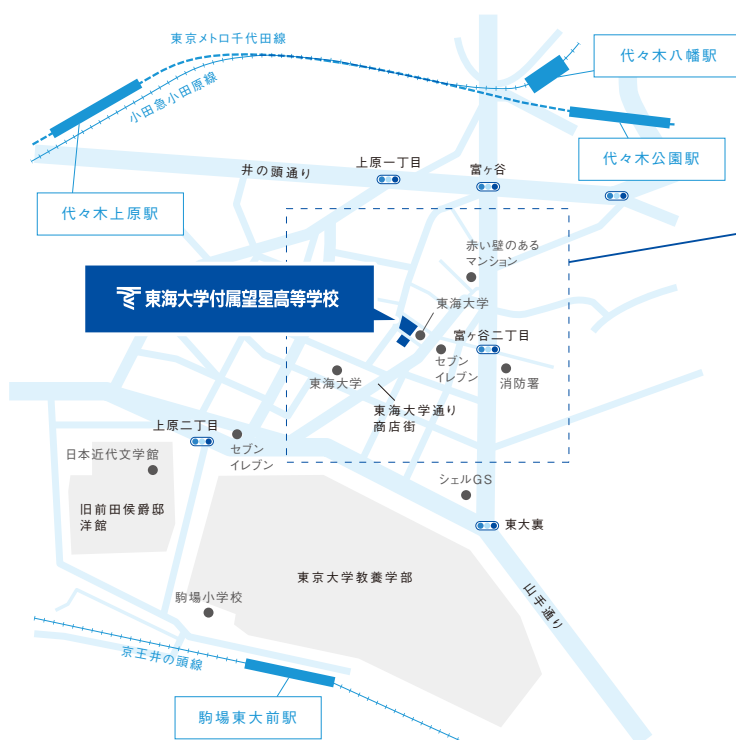 東京メトロ千代田線
小田急小田原線
代々木八幡駅
代々木公園駅
代々木上原駅
井の頭通り
上原一丁目
富ヶ谷
赤い壁のある
マンション
東海大学付属望星高等学校
東海大学
富ヶ谷二丁目
セブン
イレブン
消防署
東海大学
東海大学通り
商店街
上原二丁目
セブン
イレブン
日本近代文学館
旧前田侯爵邸
洋館
シェルGS
東大裏
東京大学教養学部
駒場小学校
山手通り
京王井の頭線
駒場東大前駅